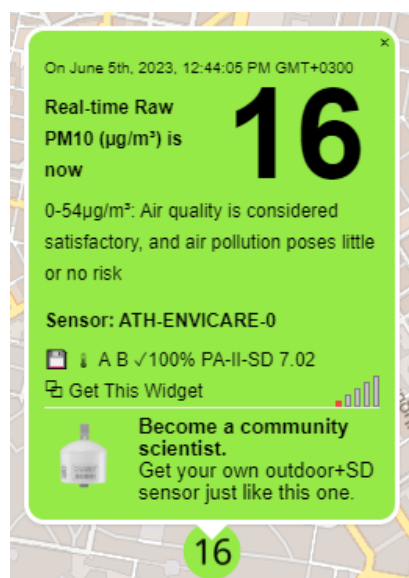 ×
On June 5th, 2023, 12:44:05 PM GMT+0300
Real-time Raw
PM10 (µg/m³) is
now
16
0-54µg/m³: Air quality is considered
satisfactory, and air pollution poses little
or no risk
Sensor: ATH-ENVICARE-0
A B ✓100% PA-II-SD 7.02
Get This Widget
Become a community
scientist.
Get your own outdoor+SD
sensor just like this one.
16